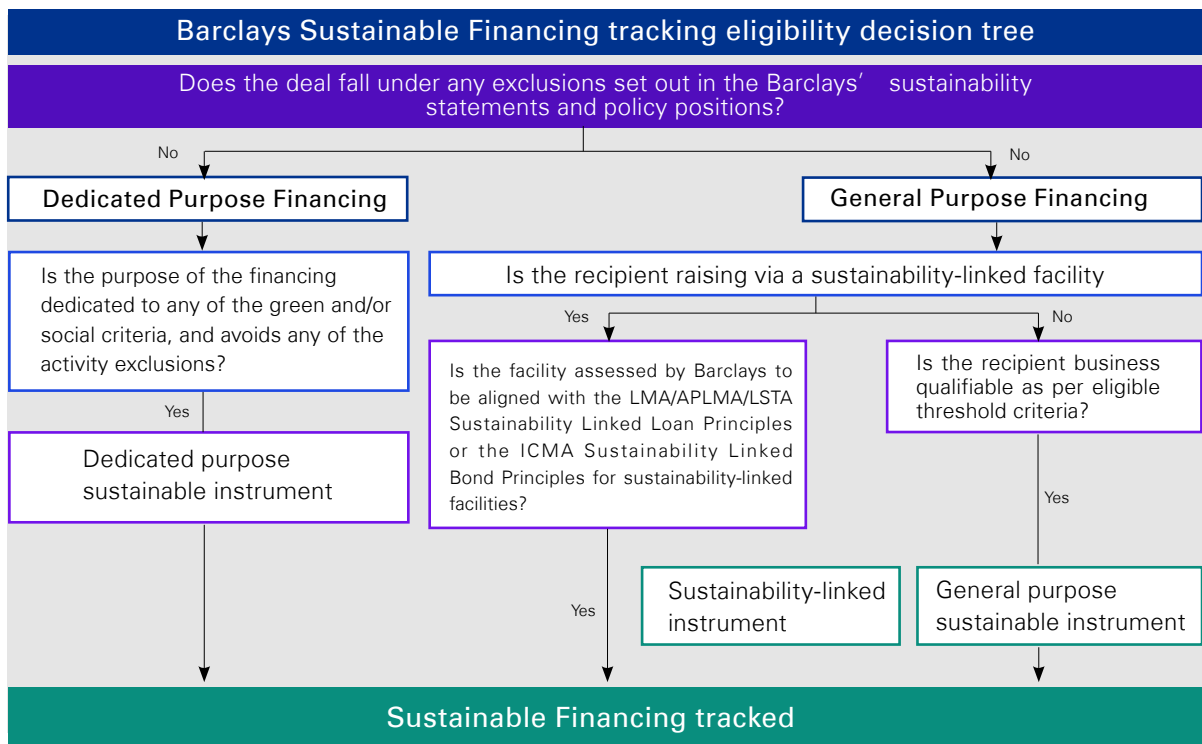 Barclays Sustainable Financing tracking eligibility decision tree
Does the deal fall under any exclusions set out in the Barclays’ sustainability
statements and policy positions?
No
No
Dedicated Purpose Financing
General Purpose Financing
Is the purpose of the financing
dedicated to any of the green and/or
social criteria, and avoids any of the
activity exclusions?
Is the recipient raising via a sustainability-linked facility
Yes
No
Is the facility assessed by Barclays to
be aligned with the LMA/APLMA/LSTA
Sustainability Linked Loan Principles
or the ICMA Sustainability Linked
Bond Principles for sustainability-linked
facilities?
Is the recipient business
qualifiable as per eligible
threshold criteria?
Yes
Dedicated purpose
sustainable instrument
Yes
Yes
Sustainability-linked
instrument
General purpose
sustainable instrument
Sustainable Financing tracked